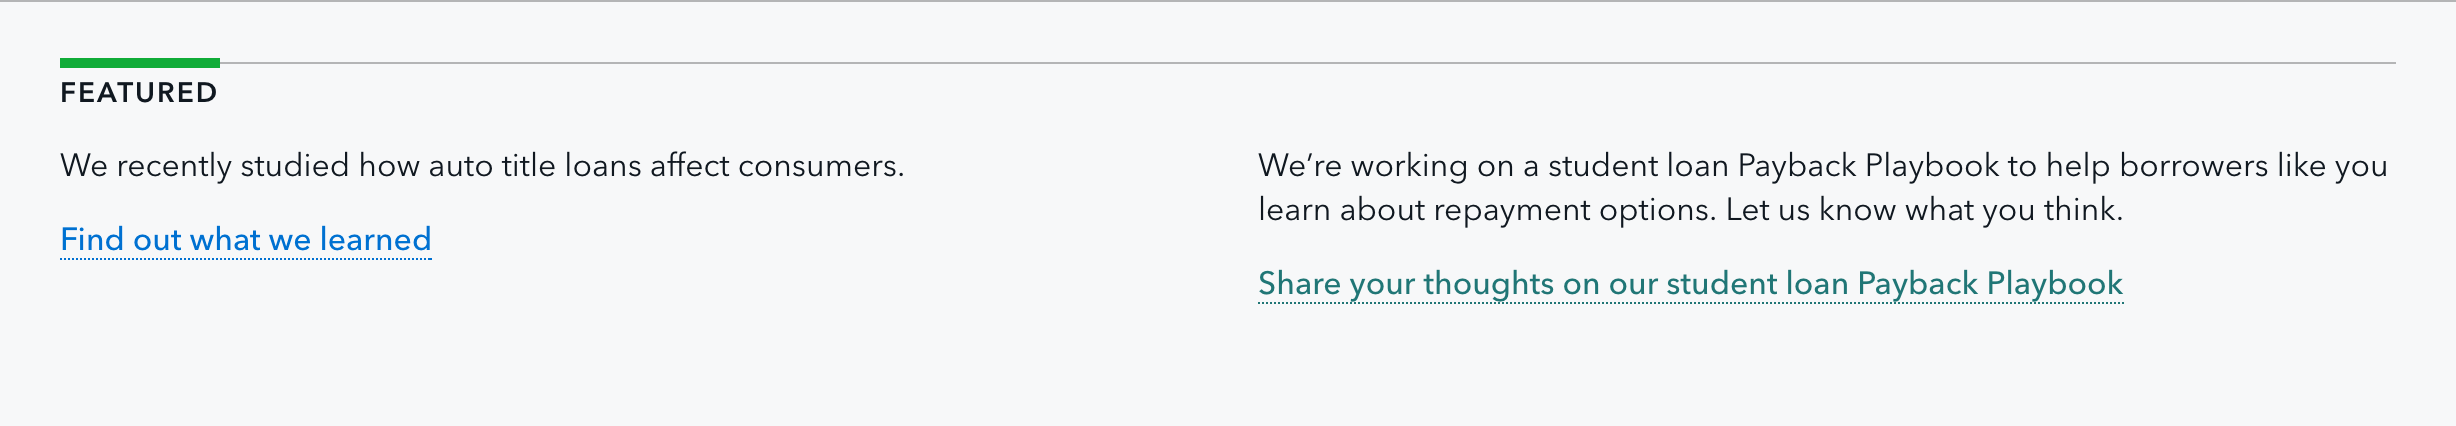 FEATURED
We recently studied how auto title loans affect consumers.
Find out what we learned
We’re working on a student loan Payback Playbook to help borrowers like you
learn about repayment options. Let us know what you think.
Share your thoughts on our student loan Payback Playbook